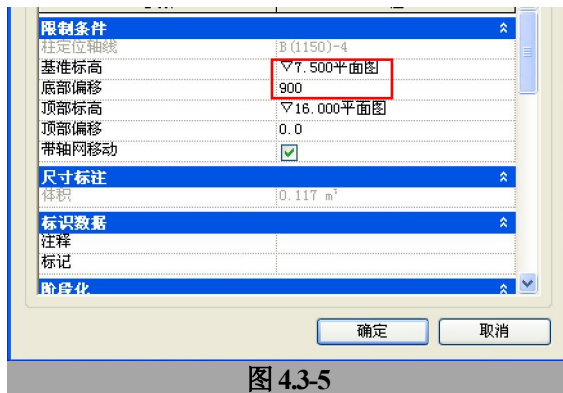 限制条件
柱定位轴线 B(1150)-4
基准标高 ▽7.500平面图
底部偏移 900
顶部标高 ▽16.000平面图
顶部偏移 0.0
带轴网移动
尺寸标注
体积 0.117 m³
标识数据
注释
标记
阶段化
确定 取消
图 4.3-5